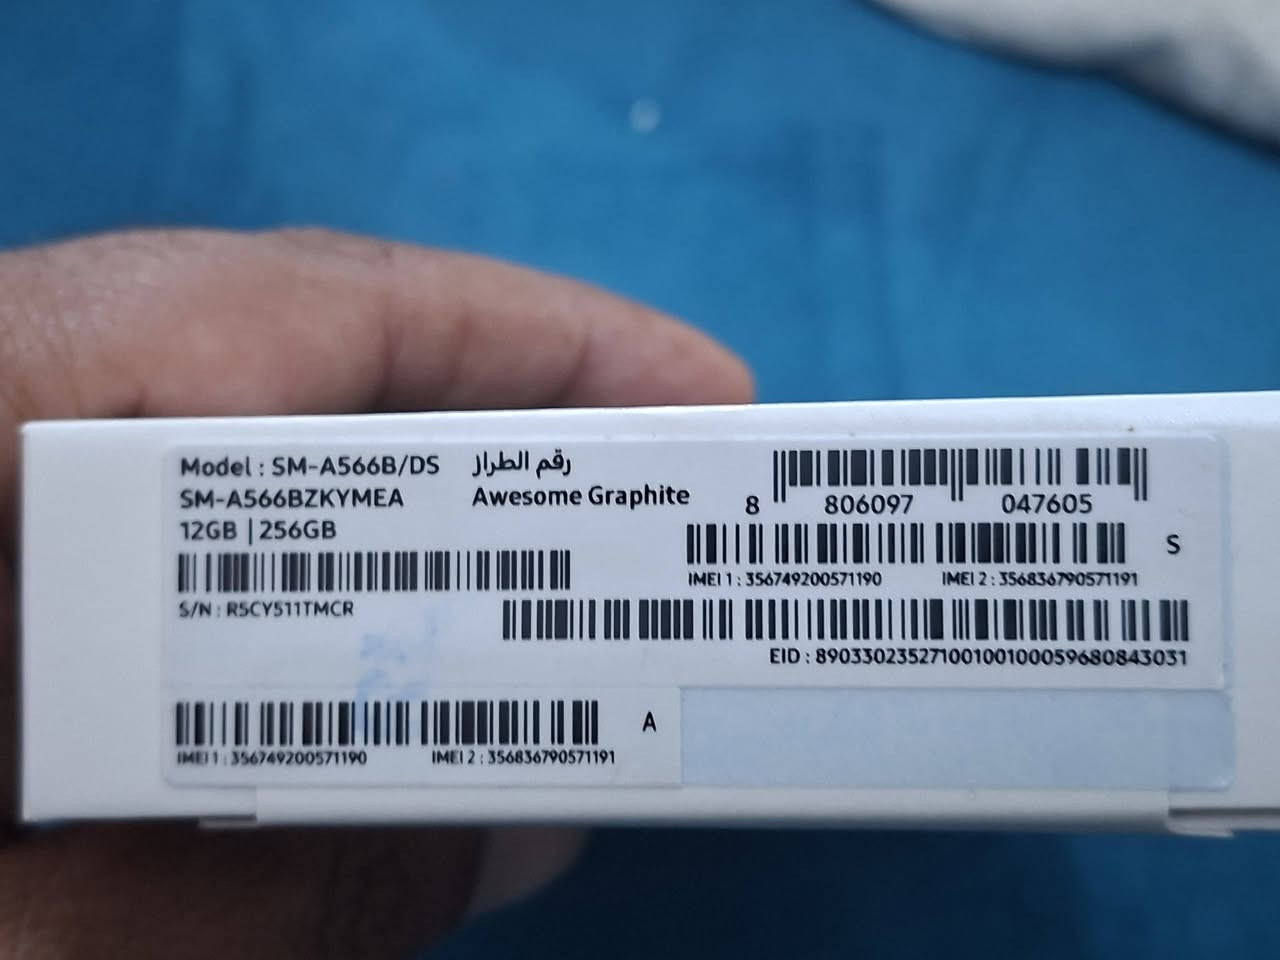 Model : SM-A566B/DS رقم الطراز
SM-A566BZKYMEA Awesome Graphite
12GB | 256GB
8 806097 047605
S
IMEI 1 : 356749200571190 IMEI 2 : 356836790571191
S/N : R5CY511TMCR
EID : 89033023527100100100059680843031
A
IMEI 1 : 356749200571190 IMEI 2 : 356836790571191